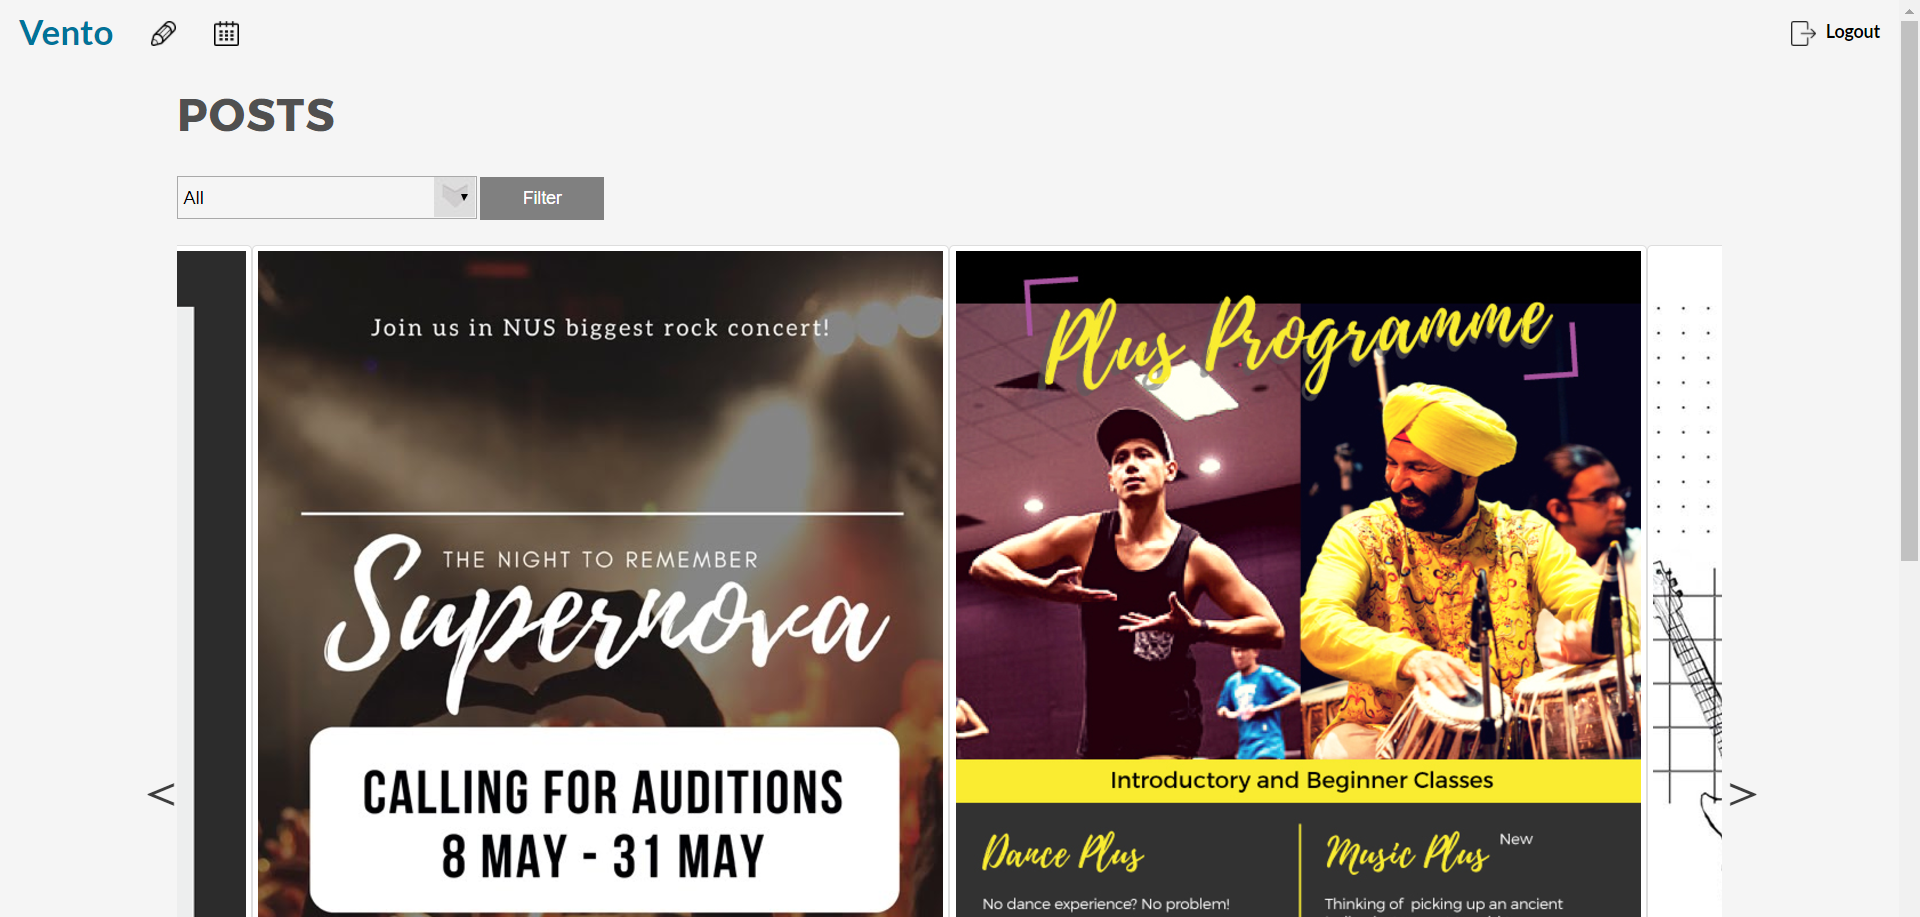 Vento
Logout
POSTS
All
Filter
Join us in NUS biggest rock concert!
THE NIGHT TO REMEMBER
Supernova
CALLING FOR AUDITIONS
8 MAY - 31 MAY
<
Plus Programme
Introductory and Beginner Classes
Dance Plus
No dance experience? No problem!
Music Plus New
Thinking of picking up an ancient
>